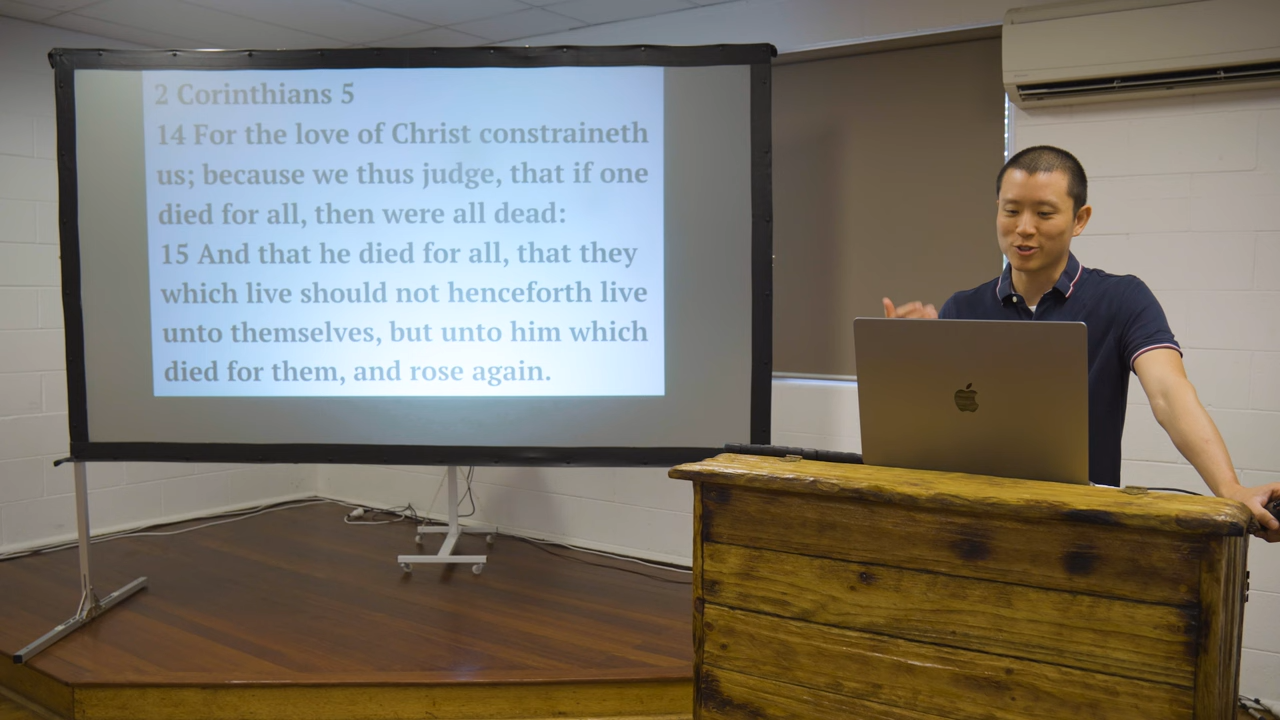 2 Corinthians 5
14 For the love of Christ constraineth
us; because we thus judge, that if one
died for all, then were all dead:
15 And that he died for all, that they
which live should not henceforth live
unto themselves, but unto him which
died for them, and rose again.